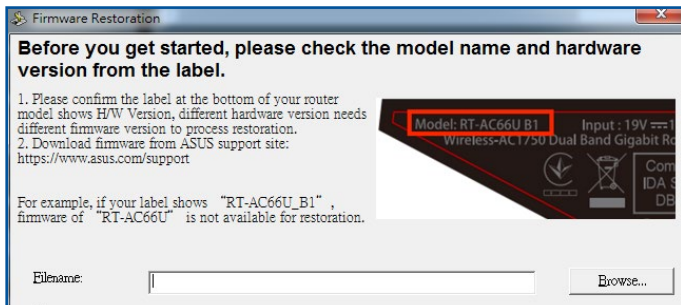 Firmware Restoration
Before you get started, please check the model name and hardware
version from the label.
1. Please confirm the label at the bottom of your router
model shows H/W Version, different hardware version needs
different firmware version to process restoration.
2. Download firmware from ASUS support site:
https://www.asus.com/support
For example, if your label shows “RT-AC66U_B1”,
firmware of “RT-AC66U” is not available for restoration.
Model: RT-AC66U B1 Input : 19V
Wireless-AC1750 Dual Band Gigabit
Com
IDA
DB
Filename:
Browse...